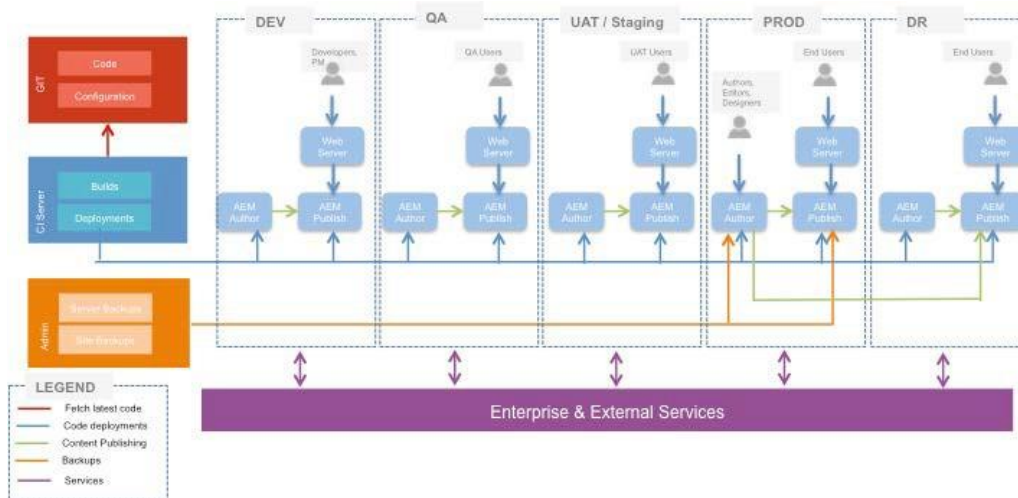 DEV
QA
UAT / Staging
PROD
DR
Developers,
PM
QA Users
UAT Users
Authors,
Editors,
Designers
End Users
End Users
GIT
Code
Configuration
Web
Server
Web
Server
Web
Server
Web
Server
Web
Server
CI Server
Builds
Deployments
AEM
Author
AEM
Publish
AEM
Author
AEM
Publish
AEM
Author
AEM
Publish
AEM
Author
AEM
Publish
AEM
Author
AEM
Publish
Admin
Server Backups
Site Backups
Enterprise & External Services
LEGEND
Fetch latest code
Code deployments
Content Publishing
Backups
Services